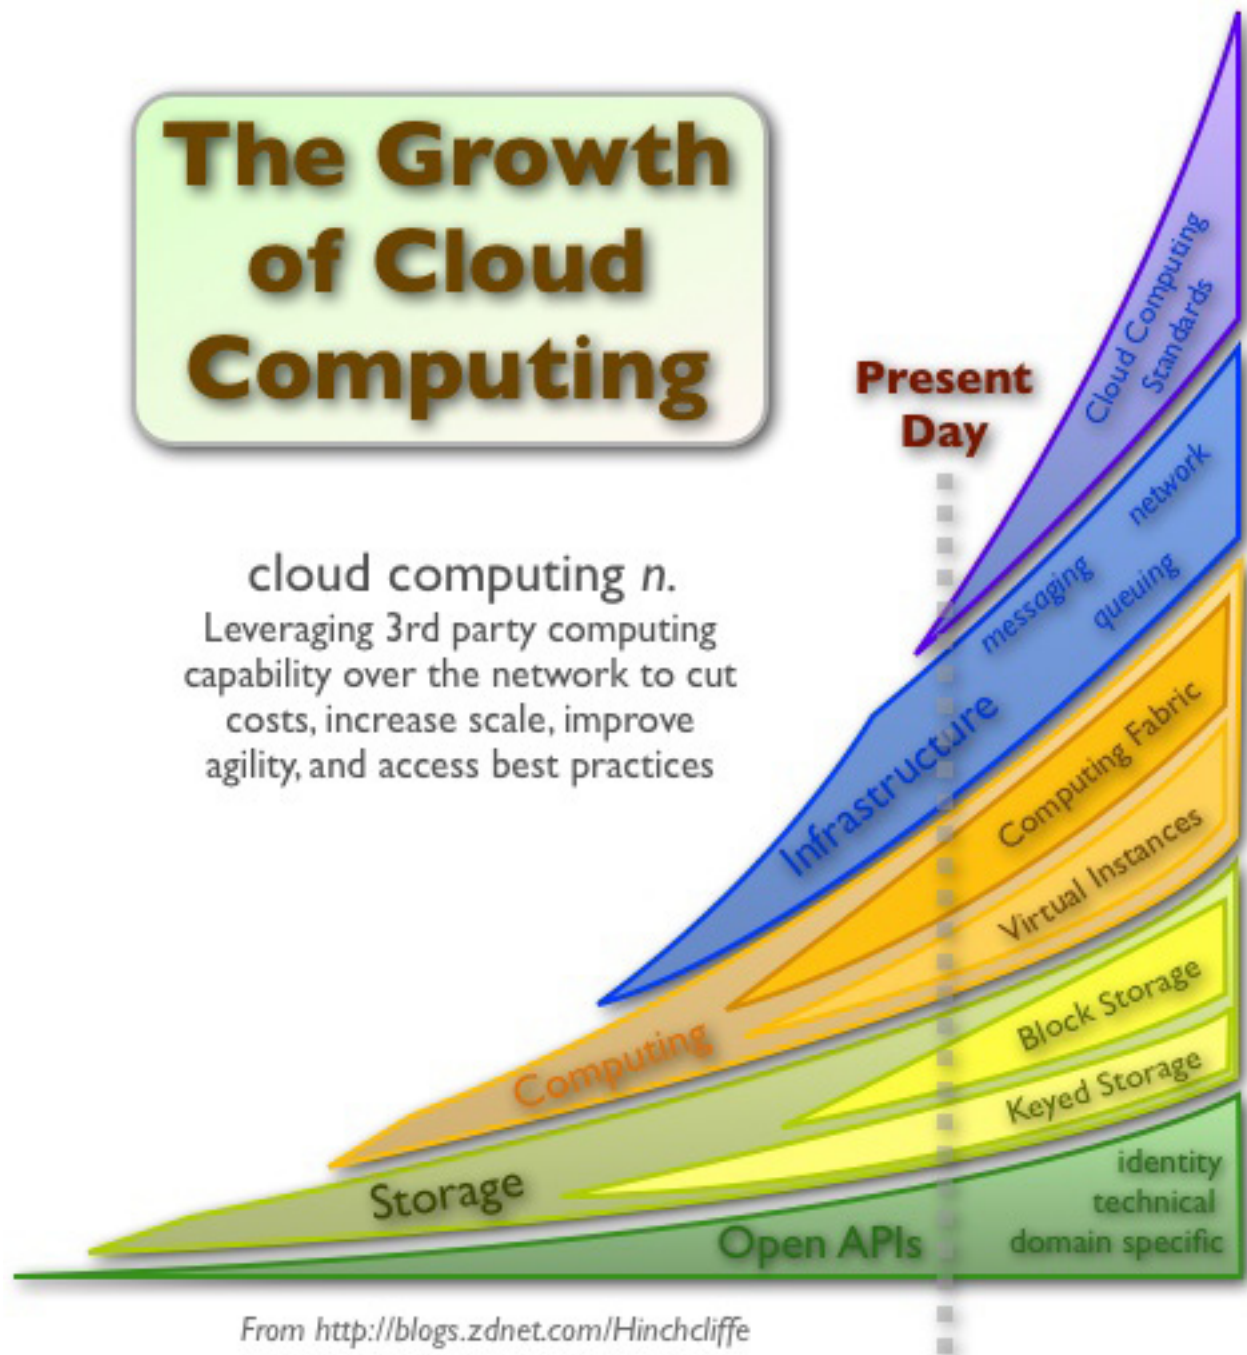 The Growth
of Cloud
Computing
cloud computing n.
Leveraging 3rd party computing
capability over the network to cut
costs, increase scale, improve
agility, and access best practices
Present
Day
Cloud Computing
Standards
network
messaging
queuing
Infrastructure
Computing Fabric
Virtual Instances
Computing
Block Storage
Keyed Storage
Storage
identity
technical
domain specific
Open APIs
From http://blogs.zdnet.com/Hinchcliffe